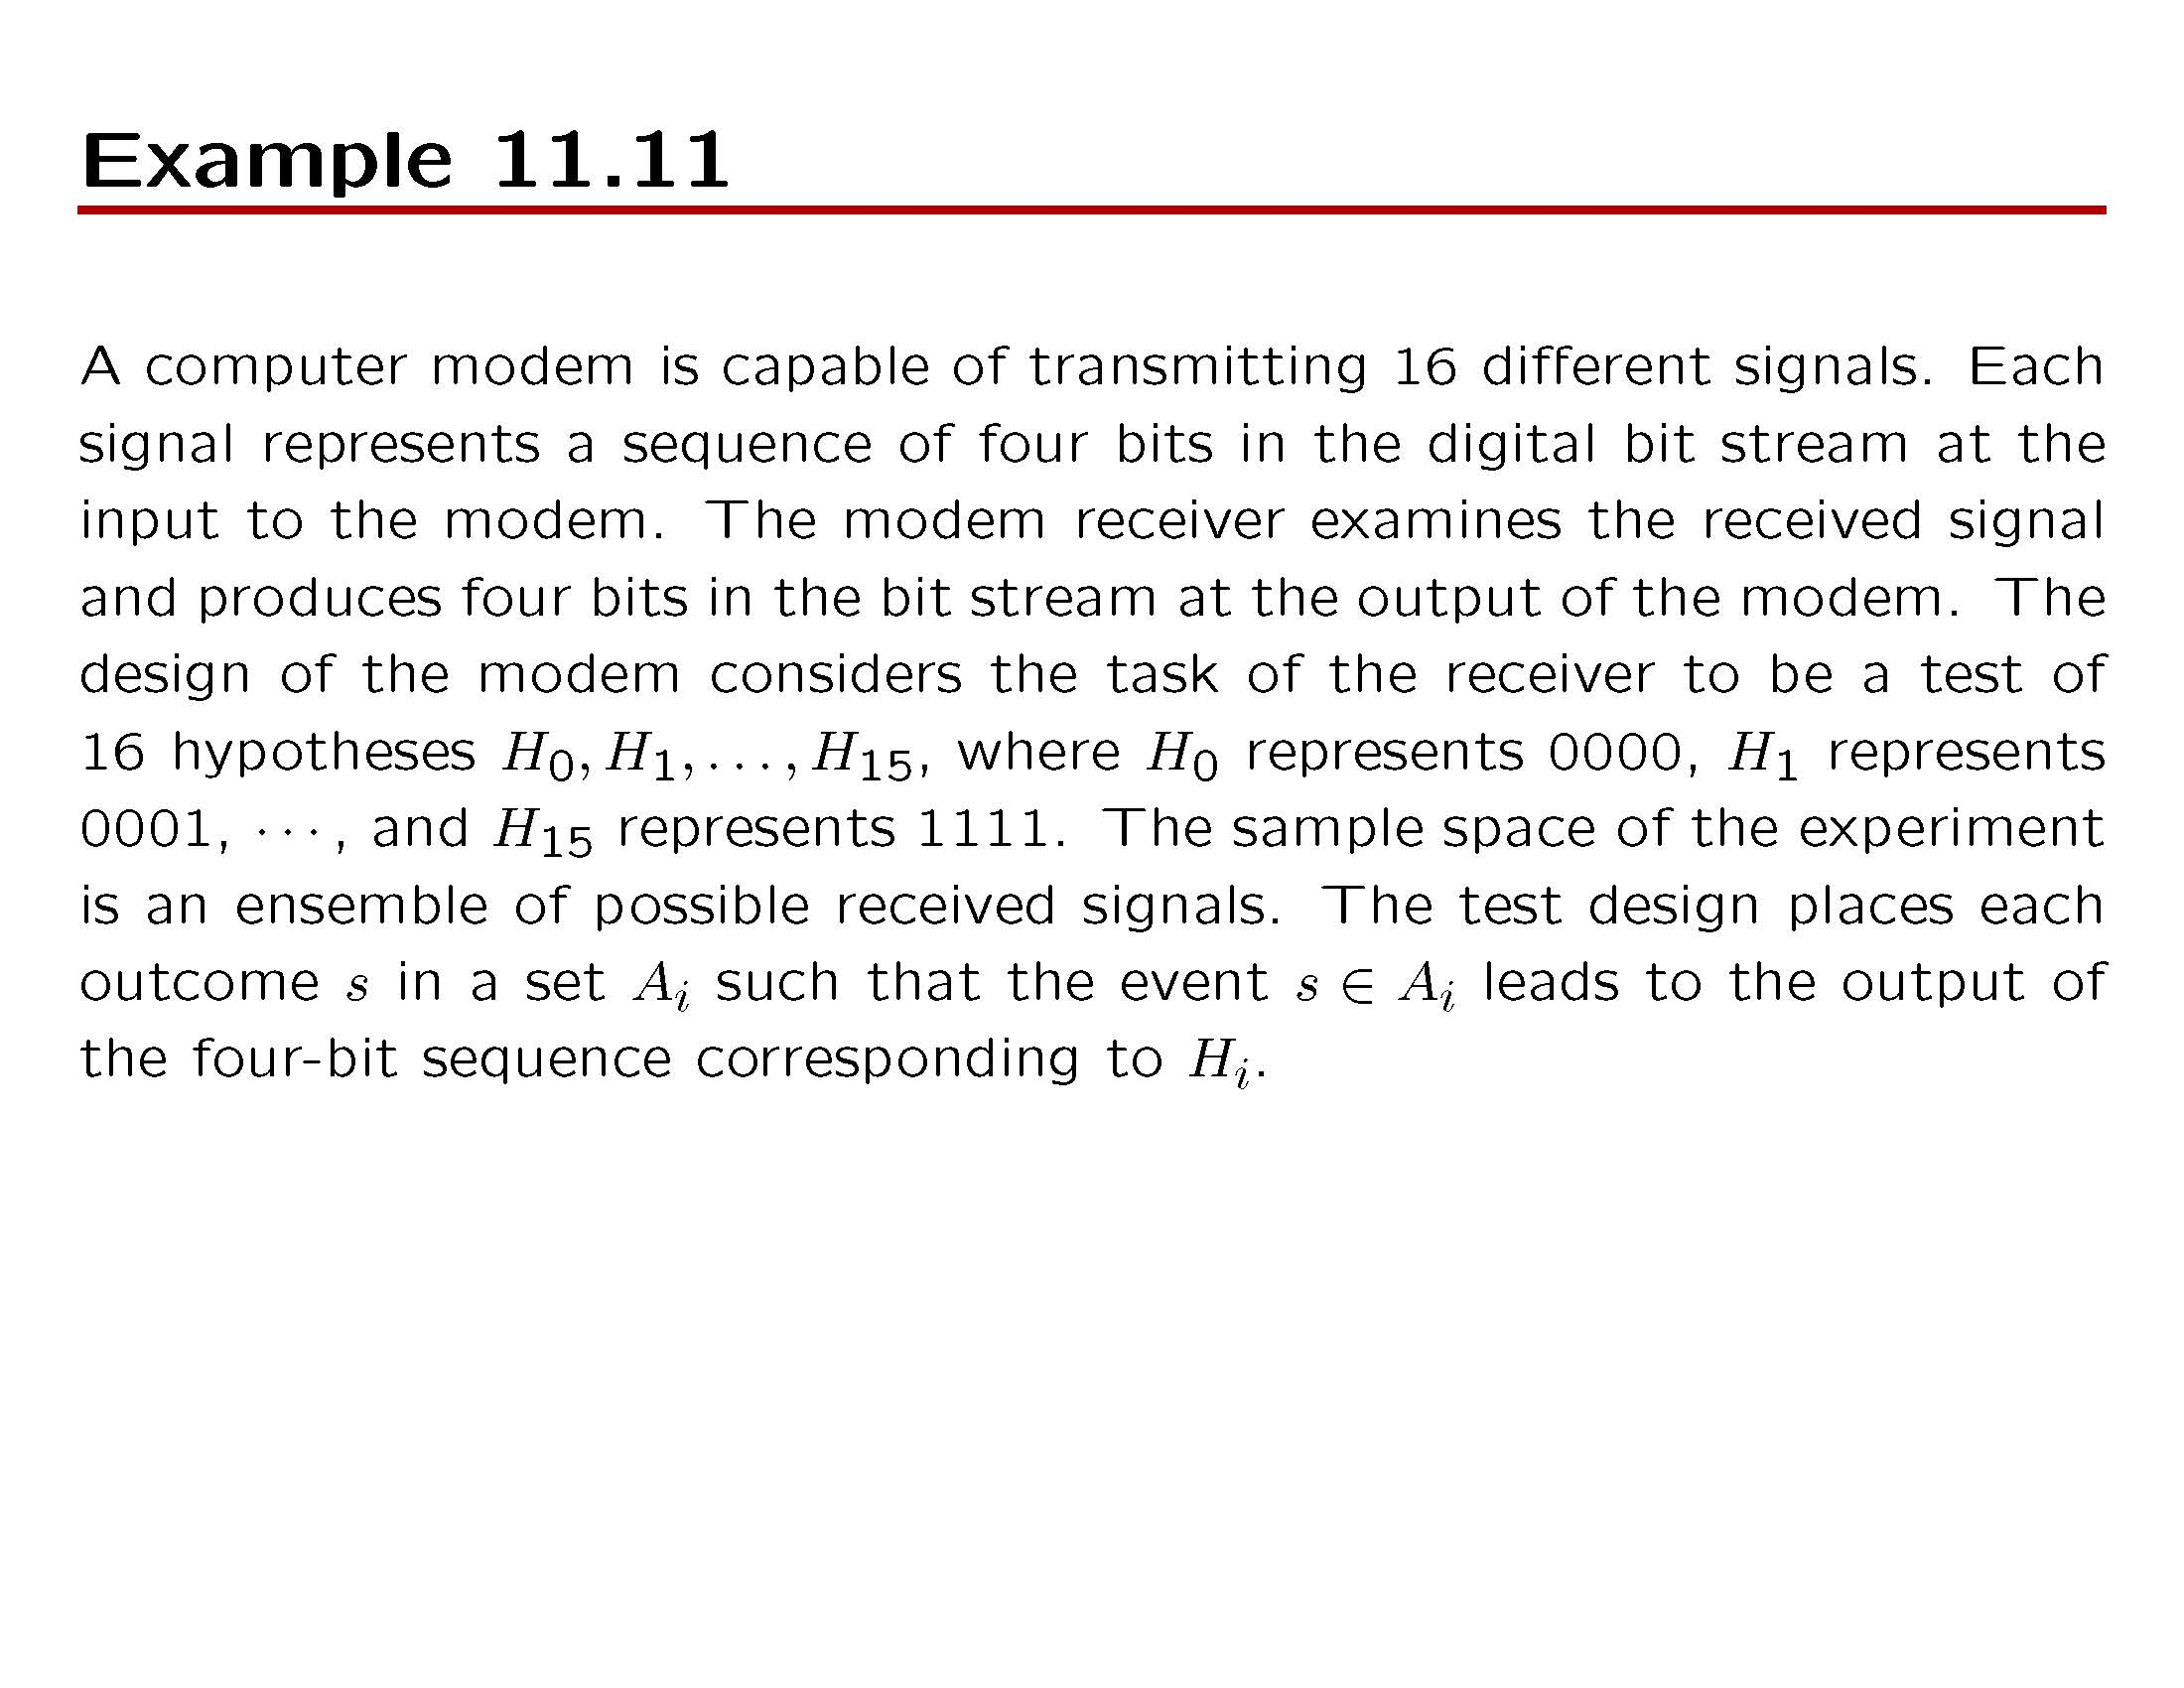 Example 11.11
A computer modem is capable of transmitting 16 different signals. Each
signal represents a sequence of four bits in the digital bit stream at the
input to the modem. The modem receiver examines the received signal
and produces four bits in the bit stream at the output of the modem. The
design of the modem considers the task of the receiver to be a test of
16 hypotheses H₀, H₁, . . . , H₁₅, where H₀ represents 0000, H₁ represents
0001, · · · , and H₁₅ represents 1111. The sample space of the experiment
is an ensemble of possible received signals. The test design places each
outcome s in a set Aᵢ such that the event s ∈ Aᵢ leads to the output of
the four-bit sequence corresponding to Hᵢ.